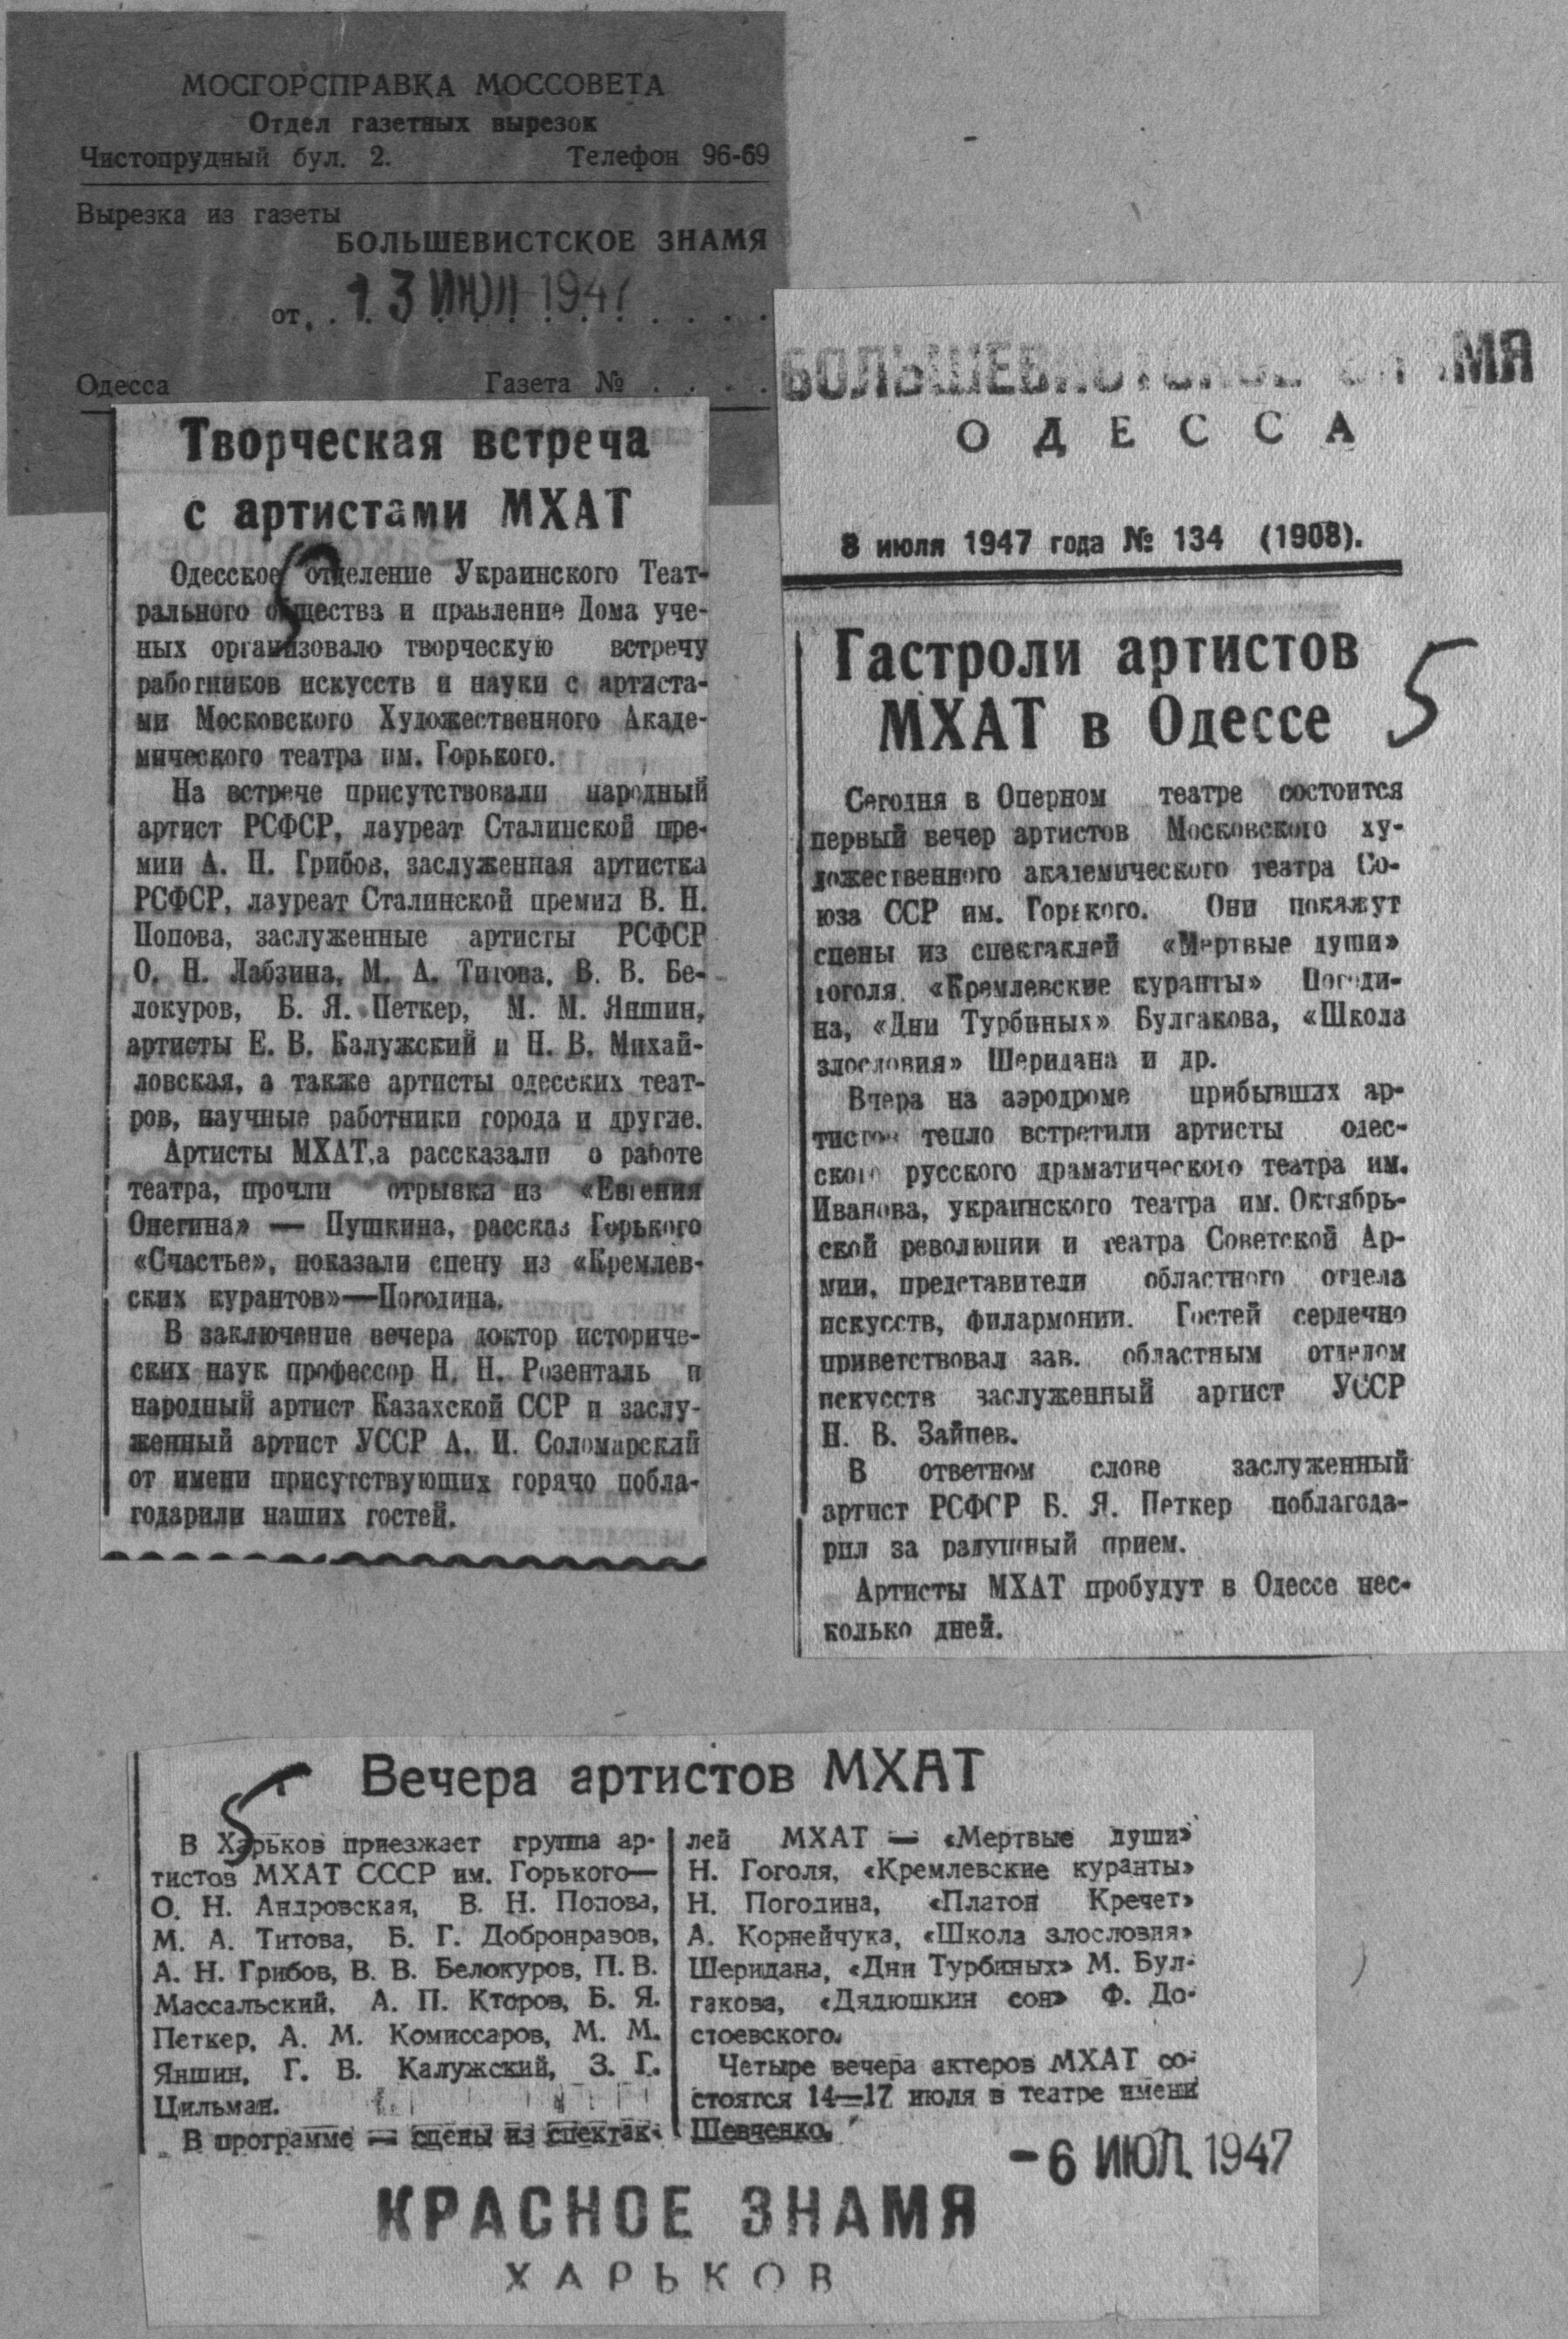 МОСГОРСПРАВКА МОССОВЕТА
Отдел газетных вырезок
Чистопрудный бул. 2. Телефон 96-69
Вырезка из газеты
БОЛЬШЕВИСТСКОЕ ЗНАМЯ
от. 13 ИЮЛ 1947
Одесса Газета № . . . .
Творческая встреча
с артистами МХАТ
Одесское отделение Украинского Теат-
рального общества и правление Дома уче-
ных организовало творческую встречу
работников искусств и науки с артиста-
ми Московского Художественного Акаде-
мического театра им. Горького.
На встрече присутствовали народный
артист РСФСР, лауреат Сталинской пре-
мии А. Н. Грибов, заслуженная артистка
РСФСР, лауреат Сталинской премии В. Н.
Попова, заслуженные артисты РСФСР
О. Н. Лабзина, М. А. Титова, В. В. Бе-
локуров, Б. Я. Петкер, М. М. Яншин,
артисты Е. В. Калужский и Н. В. Михай-
ловская, а также артисты одесских теат-
ров, научные работники города и другие.
Артисты МХАТ,а рассказали о работе
театра, прочли отрывки из «Евгения
Онегина» — Пушкина, рассказ Горького
«Счастье», показали сцену из «Кремлев-
ских курантов»—Погодина.
В заключение вечера доктор историче-
ских наук профессор Н. Н. Розенталь и
народный артист Казахской ССР и заслу-
женный артист УССР А. И. Соломарский
от имени присутствующих горячо побла-
годарили наших гостей.
БОЛЬШЕВИСТСКОЕ ЗНАМЯ
ОДЕССА
8 июля 1947 года № 134 (1908).
Гастроли артистов
МХАТ в Одессе
5
Сегодня в Оперном театре состоится
первый вечер артистов Московского ху-
дожественного академического театра Со-
юза ССР им. Горького. Они покажут
сцены из спектаклей «Мертвые души»
Гоголя, «Кремлевские куранты» Погоди-
на, «Дни Турбиных» Булгакова, «Школа
злословия» Шеридана и др.
Вчера на аэродроме прибывших ар-
тистов тепло встретили артисты одес-
ского русского драматического театра им.
Иванова, украинского театра им. Октябрь-
ской революции и театра Советской Ар-
мии, представители областного отдела
искусств, филармонии. Гостей сердечно
приветствовал зав. областным отделом
искусств заслуженный артист УССР
Н. В. Зайцев.
В ответном слове заслуженный
артист РСФСР Б. Я. Петкер поблагода-
рил за радушный прием.
Артисты МХАТ пробудут в Одессе нес-
колько дней.
5
Вечера артистов МХАТ
В Харьков приезжает группа ар-
тистов МХАТ СССР им. Горького—
О. Н. Андровская, В. Н. Попова,
М. А. Титова, Б. Г. Добронравов,
А. Н. Грибов, В. В. Белокуров, П. В.
Массальский, А. П. Кторов, Б. Я.
Петкер, А. М. Комиссаров, М. М.
Яншин, Г. В. Калужский, З. Г.
Цильман.
В программе — сцены из спектак-
лей МХАТ — «Мертвые души»
Н. Гоголя, «Кремлевские куранты»
Н. Погодина, «Платон Кречет»
А. Корнейчука, «Школа злословия»
Шеридана, «Дни Турбиных» М. Бул-
гакова, «Дядюшкин сон» Ф. До-
стоевского.
Четыре вечера актеров МХАТ со-
стоятся 14—17 июля в театре имени
Шевченко.
-6 ИЮЛ. 1947
КРАСНОЕ ЗНАМЯ
ХАРЬКОВ